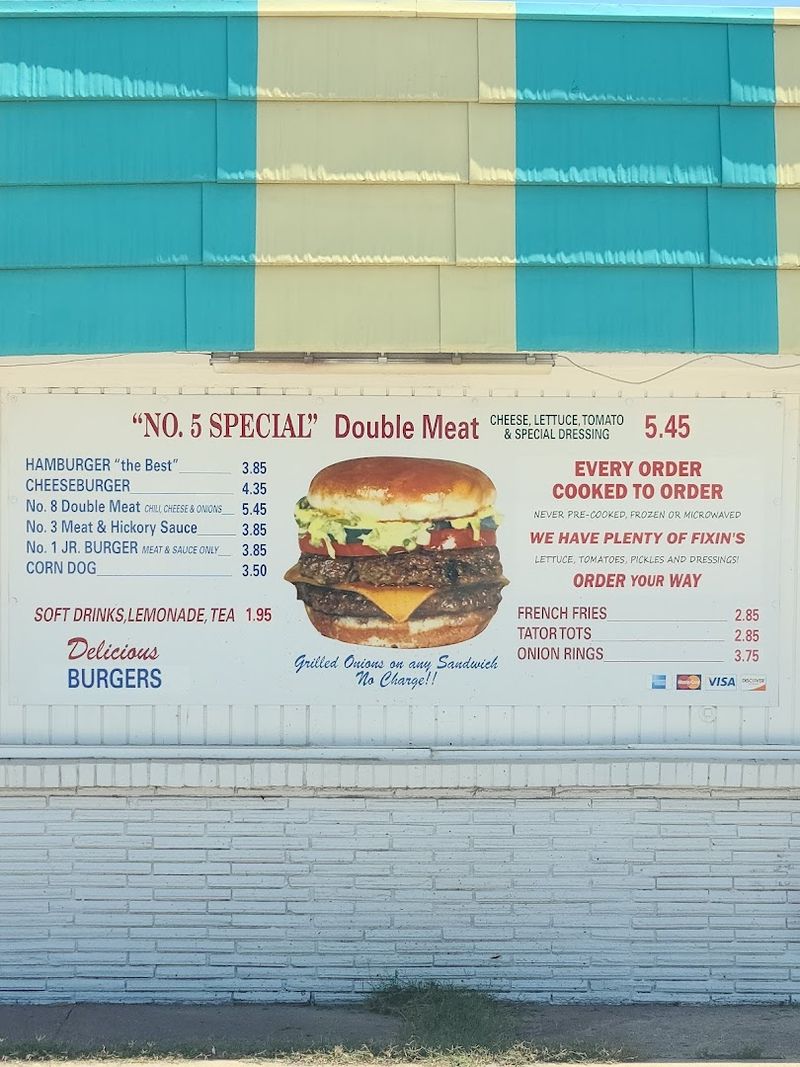 "NO. 5 SPECIAL" Double Meat CHEESE, LETTUCE, TOMATO & SPECIAL DRESSING 5.45
HAMBURGER "the Best" 3.85
CHEESEBURGER 4.35
No. 8 Double Meat CHILI, CHEESE & ONIONS 5.45
No. 3 Meat & Hickory Sauce 3.85
No. 1 JR. BURGER MEAT & SAUCE ONLY 3.85
CORN DOG 3.50
SOFT DRINKS, LEMONADE, TEA 1.95
Delicious
BURGERS
Grilled Onions on any Sandwich
No Charge!!
EVERY ORDER
COOKED TO ORDER
NEVER PRE-COOKED, FROZEN OR MICROWAVED
WE HAVE PLENTY OF FIXIN'S
LETTUCE, TOMATOES, PICKLES AND DRESSINGS!
ORDER YOUR WAY
FRENCH FRIES 2.85
TATOR TOTS 2.85
ONION RINGS 3.75
MasterCard VISA DISCOVER